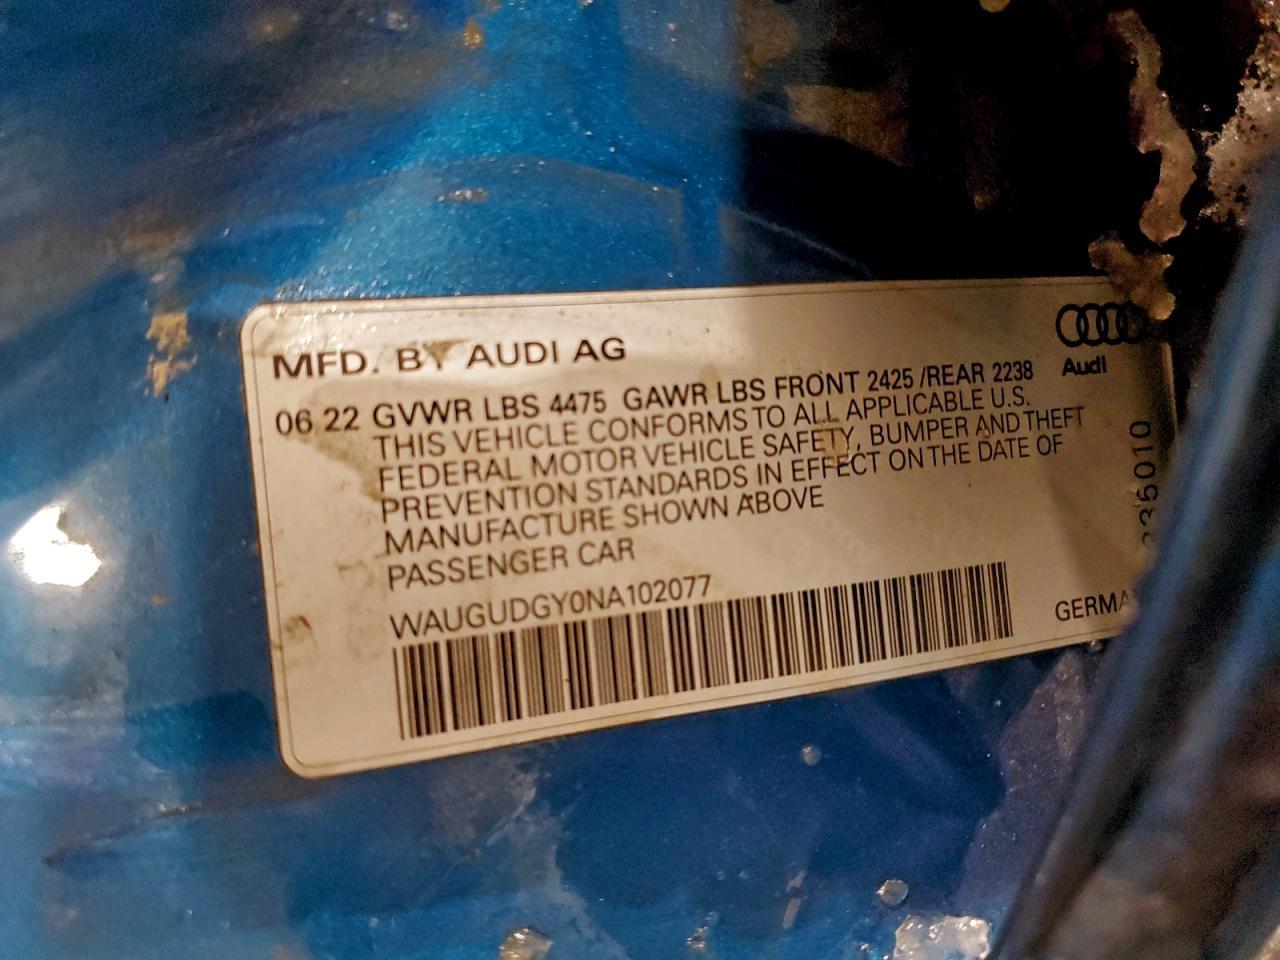 MFD. BY AUDI AG
Audi
06 22 GVWR LBS 4475 GAWR LBS FRONT 2425 /REAR 2238
THIS VEHICLE CONFORMS TO ALL APPLICABLE U.S.
FEDERAL MOTOR VEHICLE SAFETY, BUMPER AND THEFT
PREVENTION STANDARDS IN EFFECT ON THE DATE OF
MANUFACTURE SHOWN ABOVE
PASSENGER CAR
WAUGUDGY0NA102077